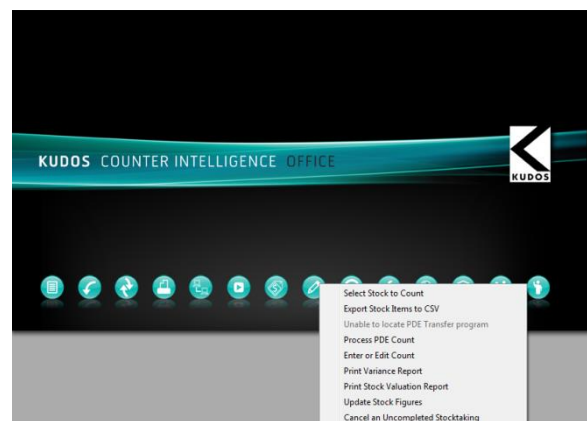 KUDOS COUNTER INTELLIGENCE OFFICE
KUDOS
Select Stock to Count
Export Stock Items to CSV
Unable to locate PDE Transfer program
Process PDE Count
Enter or Edit Count
Print Variance Report
Print Stock Valuation Report
Update Stock Figures
Cancel an Uncompleted Stocktaking